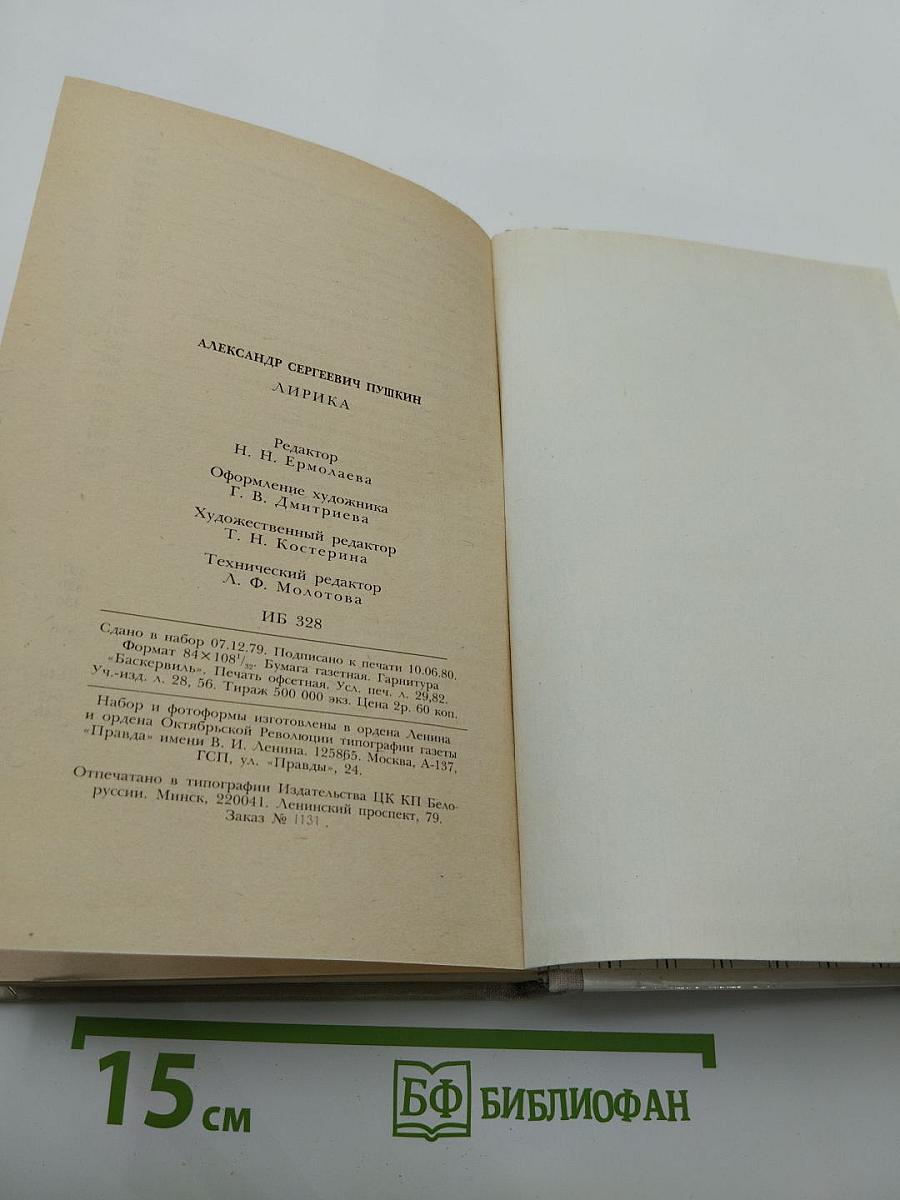 АЛЕКСАНДР СЕРГЕЕВИЧ ПУШКИН
ЛИРИКА
Редактор
Н. Н. Ермолаева
Оформление художника
Г. В. Дмитриева
Художественный редактор
Т. Н. Костерина
Технический редактор
Л. Ф. Молотова
ИБ 328
Сдано в набор 07.12.79. Подписано к печати 10.06.80.
Формат 84×108¹/₃₂. Бумага газетная. Гарнитура
«Баскервиль». Печать офсетная. Усл. печ. л. 29,82.
Уч.-изд. л. 28, 56. Тираж 500 000 экз. Цена 2р. 60 коп.
Набор и фотоформы изготовлены в ордена Ленина
и ордена Октябрьской Революции типографии газеты
«Правда» имени В. И. Ленина. 125865. Москва, А-137,
ГСП, ул. «Правды», 24.
Отпечатано в типографии Издательства ЦК КП Бело-
руссии. Минск, 220041. Ленинский проспект, 79.
Заказ № 1131.
15 см
БФ БИБЛИОФАН